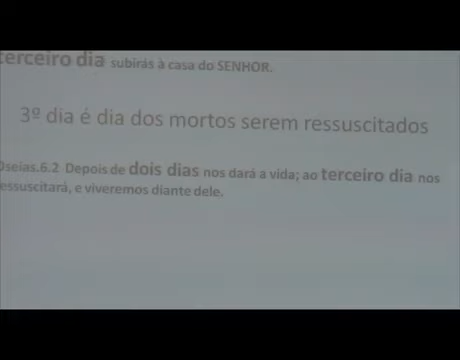 terceiro dia subirás à casa do SENHOR.
3º dia é dia dos mortos serem ressuscitados
Oseias.6.2 Depois de dois dias nos dará a vida; ao terceiro dia nos
ressuscitará, e viveremos diante dele.